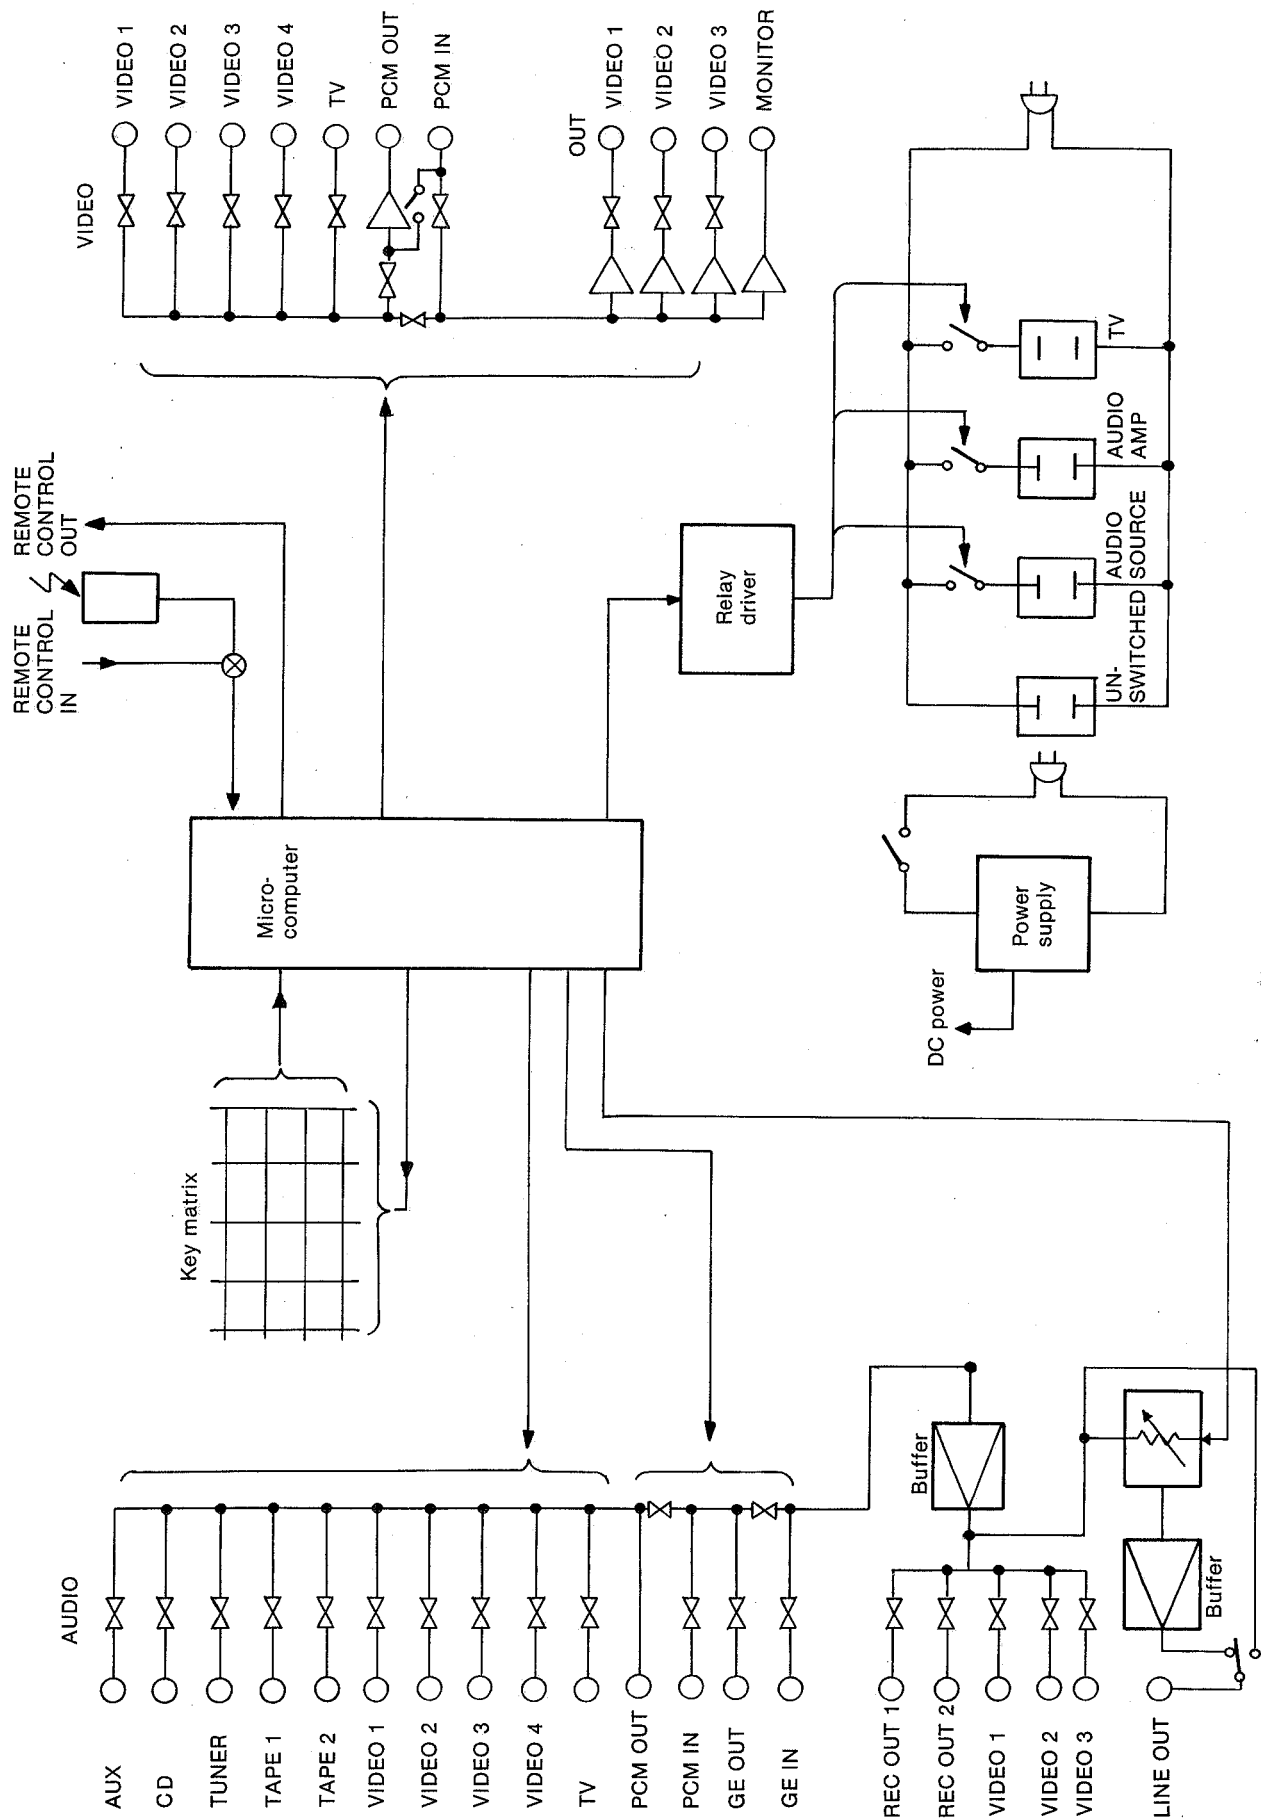 VIDEO
VIDEO 1
VIDEO 2
VIDEO 3
VIDEO 4
TV
PCM OUT
PCM IN
OUT
VIDEO 1
VIDEO 2
VIDEO 3
MONITOR
REMOTE
CONTROL
IN
REMOTE
CONTROL
OUT
Micro-
computer
Relay
driver
UN-
SWITCHED
AUDIO
SOURCE
AUDIO
AMP
TV
Power
supply
DC power
Key matrix
AUDIO
AUX
CD
TUNER
TAPE 1
TAPE 2
VIDEO 1
VIDEO 2
VIDEO 3
VIDEO 4
TV
PCM OUT
PCM IN
GE OUT
GE IN
Buffer
REC OUT 1
REC OUT 2
VIDEO 1
VIDEO 2
VIDEO 3
Buffer
LINE OUT